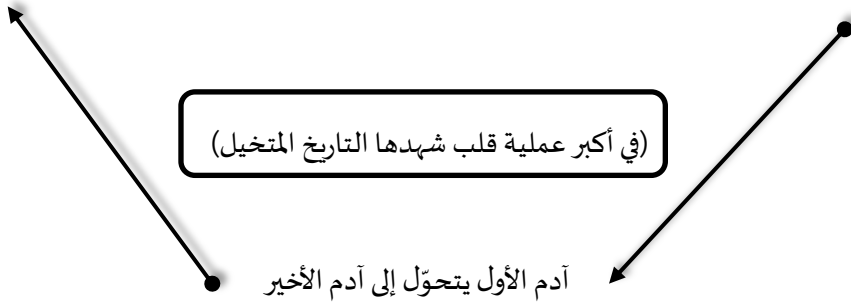 (في أكبر عملية قلب شهدها التاريخ المتخيل)
آدم الأول يتحوّل إلى آدم الأخير